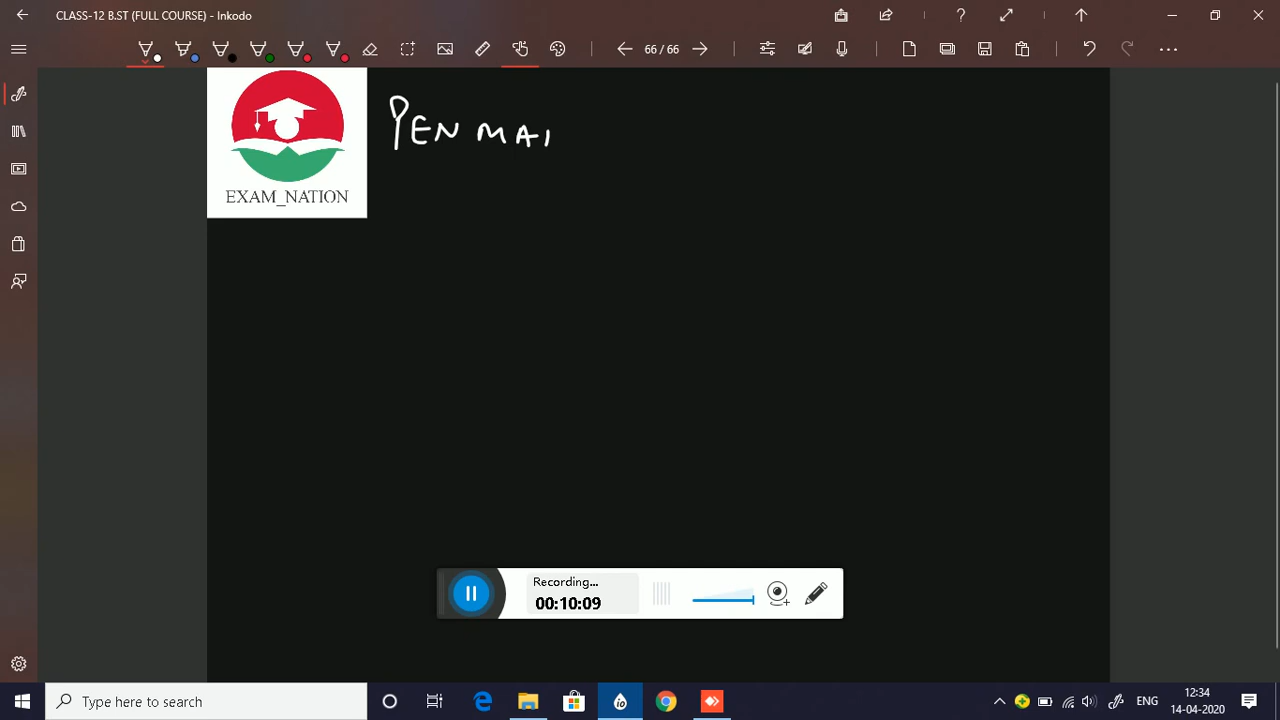 CLASS-12 B.ST (FULL COURSE) - Inkodo
66 / 66
PEN MAI
EXAM_NATION
Recording...
00:10:09
Type here to search
ENG
12:34
14-04-2020